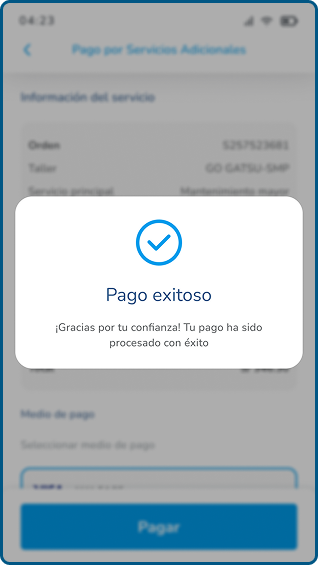 04:23
Pago por Servicios Adicionales
Información del servicio
Orden 5257523681
Taller GO GATSU-SMP
Servicio principal Mantenimiento mayor
Pago exitoso
¡Gracias por tu confianza! Tu pago ha sido
procesado con éxito
Total
Medio de pago
Seleccionar medio de pago
VISA
Pagar